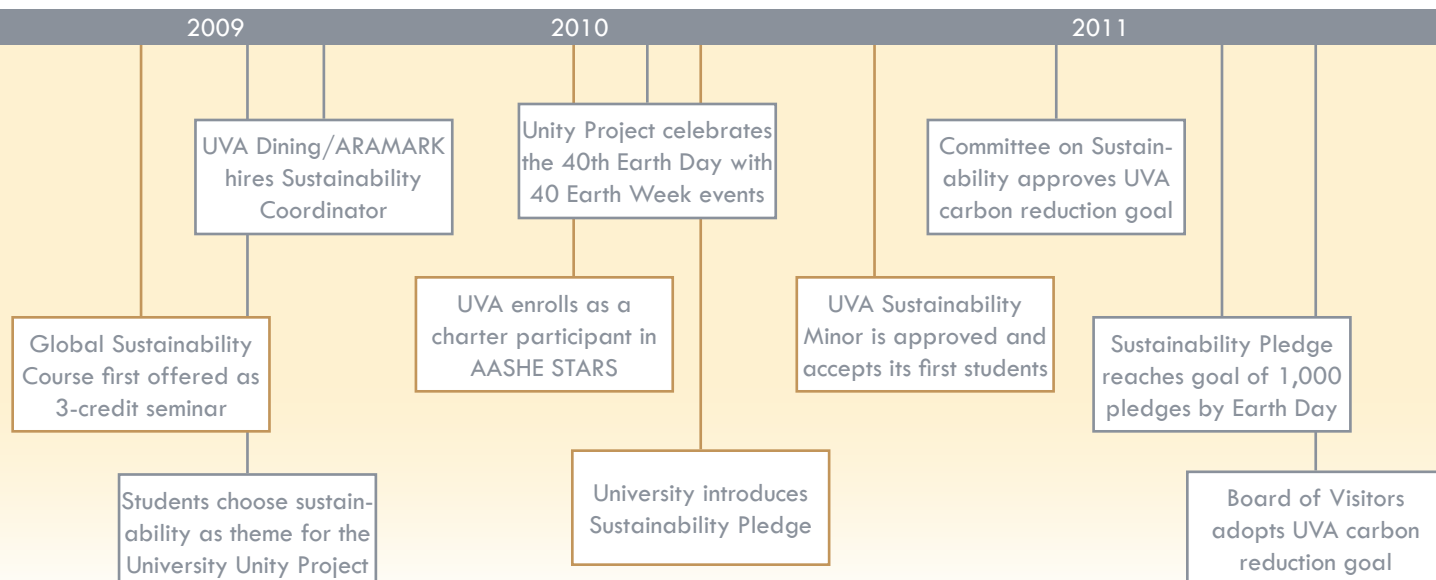 2009
2010
2011
UVA Dining/ARAMARK
hires Sustainability
Coordinator
Unity Project celebrates
the 40th Earth Day with
40 Earth Week events
Committee on Sustain-
ability approves UVA
carbon reduction goal
Global Sustainability
Course first offered as
3-credit seminar
UVA enrolls as a
charter participant in
AASHE STARS
UVA Sustainability
Minor is approved and
accepts its first students
Sustainability Pledge
reaches goal of 1,000
pledges by Earth Day
Students choose sustain-
ability as theme for the
University Unity Project
University introduces
Sustainability Pledge
Board of Visitors
adopts UVA carbon
reduction goal